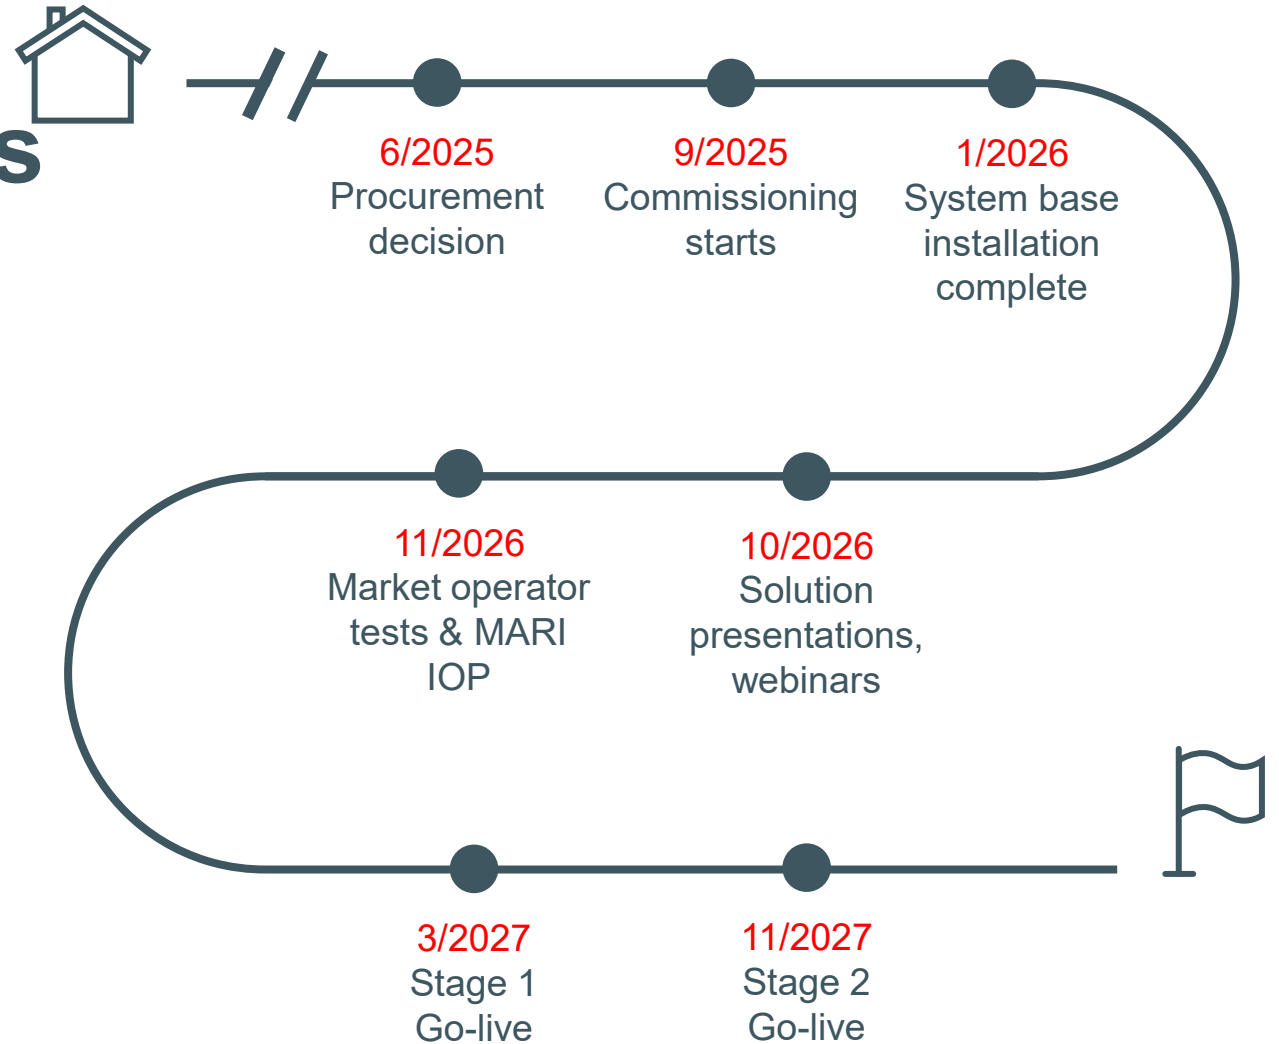 s
6/2025
Procurement
decision
9/2025
Commissioning
starts
1/2026
System base
installation
complete
11/2026
Market operator
tests & MARI
IOP
10/2026
Solution
presentations,
webinars
3/2027
Stage 1
Go-live
11/2027
Stage 2
Go-live